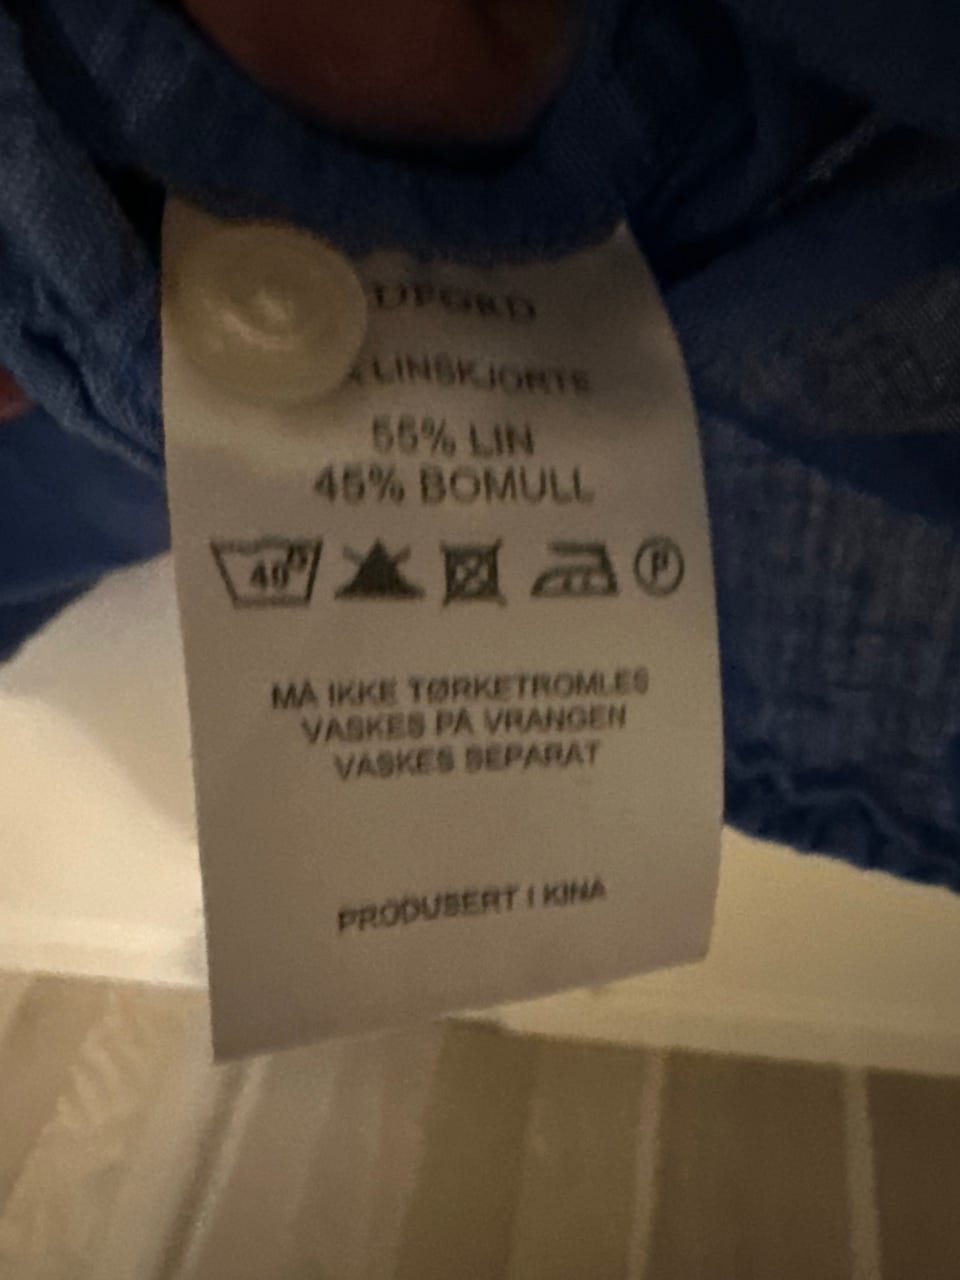 LINSKJORTE
55% LIN
45% BOMULL
40° P
MÅ IKKE TØRKETROMLES
VASKES PÅ VRANGEN
VASKES SEPARAT
PRODUSERT I KINA